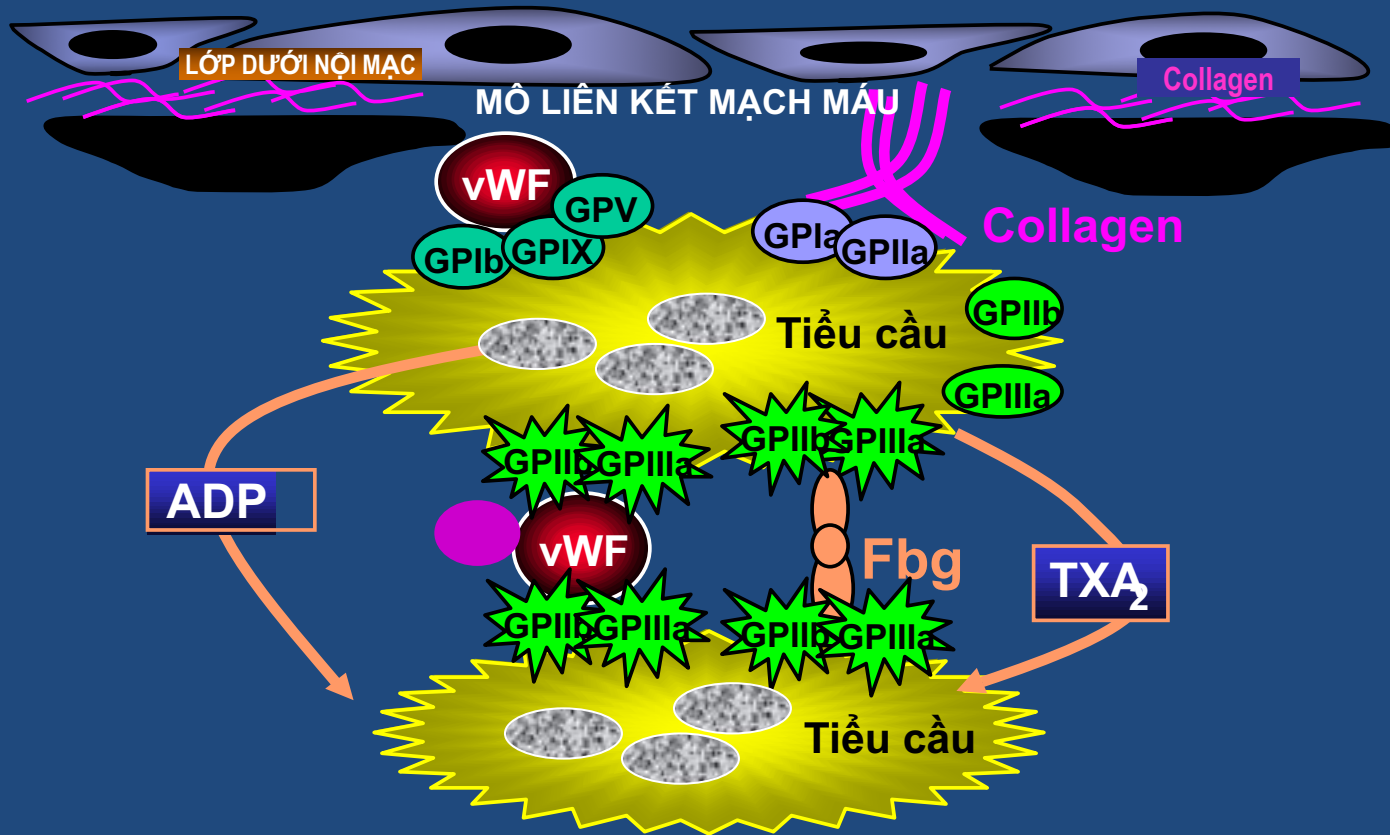 LỚP DƯỚI NỘI MẠC
Collagen
MÔ LIÊN KẾT MẠCH MÁU
vWF
GPV
GPIb
GPIX
GPIa
GPIIa
Collagen
GPIIb
Tiểu cầu
GPIIIa
GPIIb
GPIIIa
GPIIb
GPIIIa
ADP
vWF
Fbg
TXA2
GPIIb
GPIIIa
GPIIb
GPIIIa
Tiểu cầu